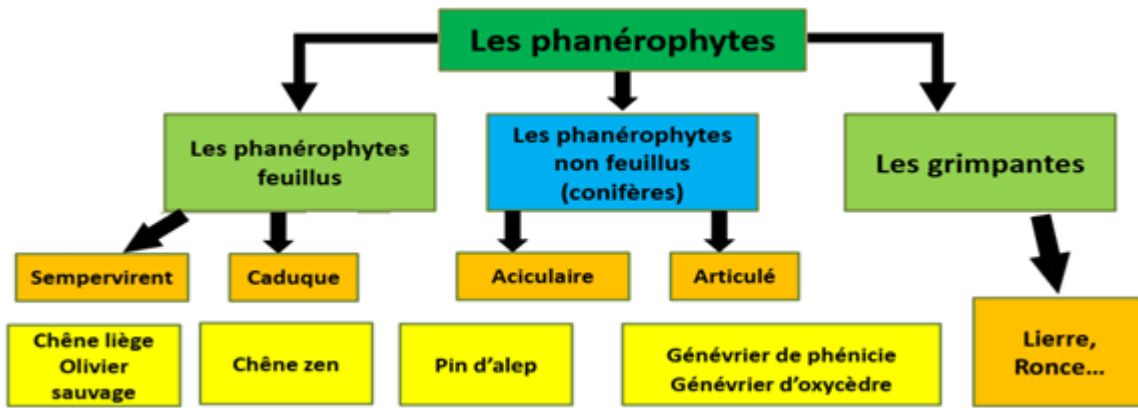 Les phanérophytes
Les phanérophytes
feuillus
Les phanérophytes
non feuillus
(conifères)
Les grimpantes
Sempervirent
Caduque
Aciculaire
Articulé
Chêne liège
Olivier
sauvage
Chêne zen
Pin d'alep
Génévrier de phénicie
Génévrier d'oxycèdre
Lierre,
Ronce...